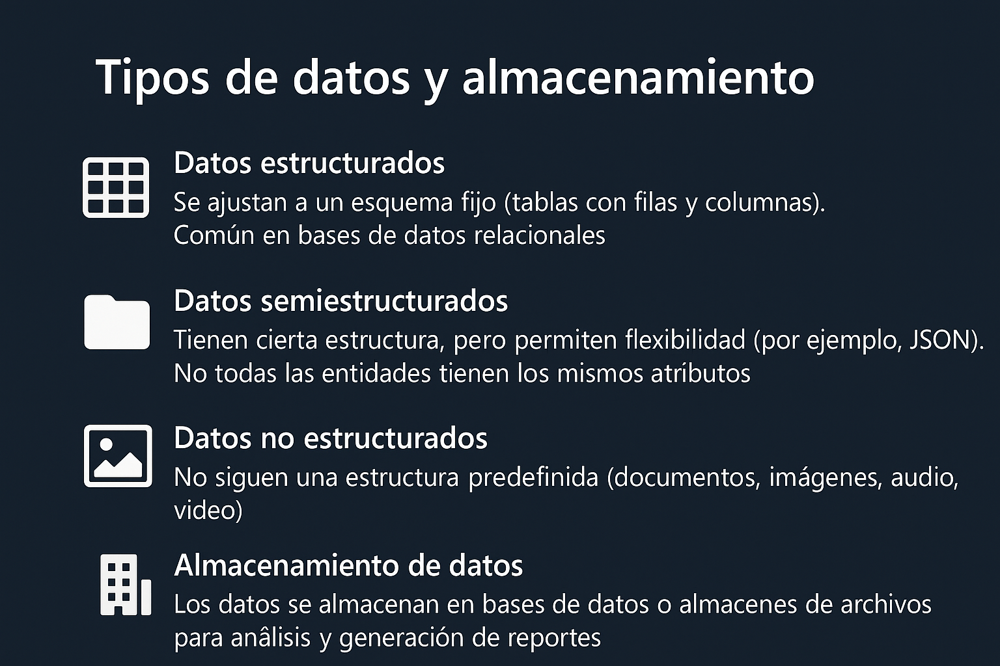 Tipos de datos y almacenamiento
Datos estructurados
Se ajustan a un esquema fijo (tablas con filas y columnas).
Común en bases de datos relacionales
Datos semiestructurados
Tienen cierta estructura, pero permiten flexibilidad (por ejemplo, JSON).
No todas las entidades tienen los mismos atríbutos
Datos no estructurados
No siguen una estructura predefinida (documentos, imágenes, audio,
video)
Almacenamiento de datos
Los datos se almacenan en bases de datos o almacenes de archivos
para anâlisis y generación de reportes